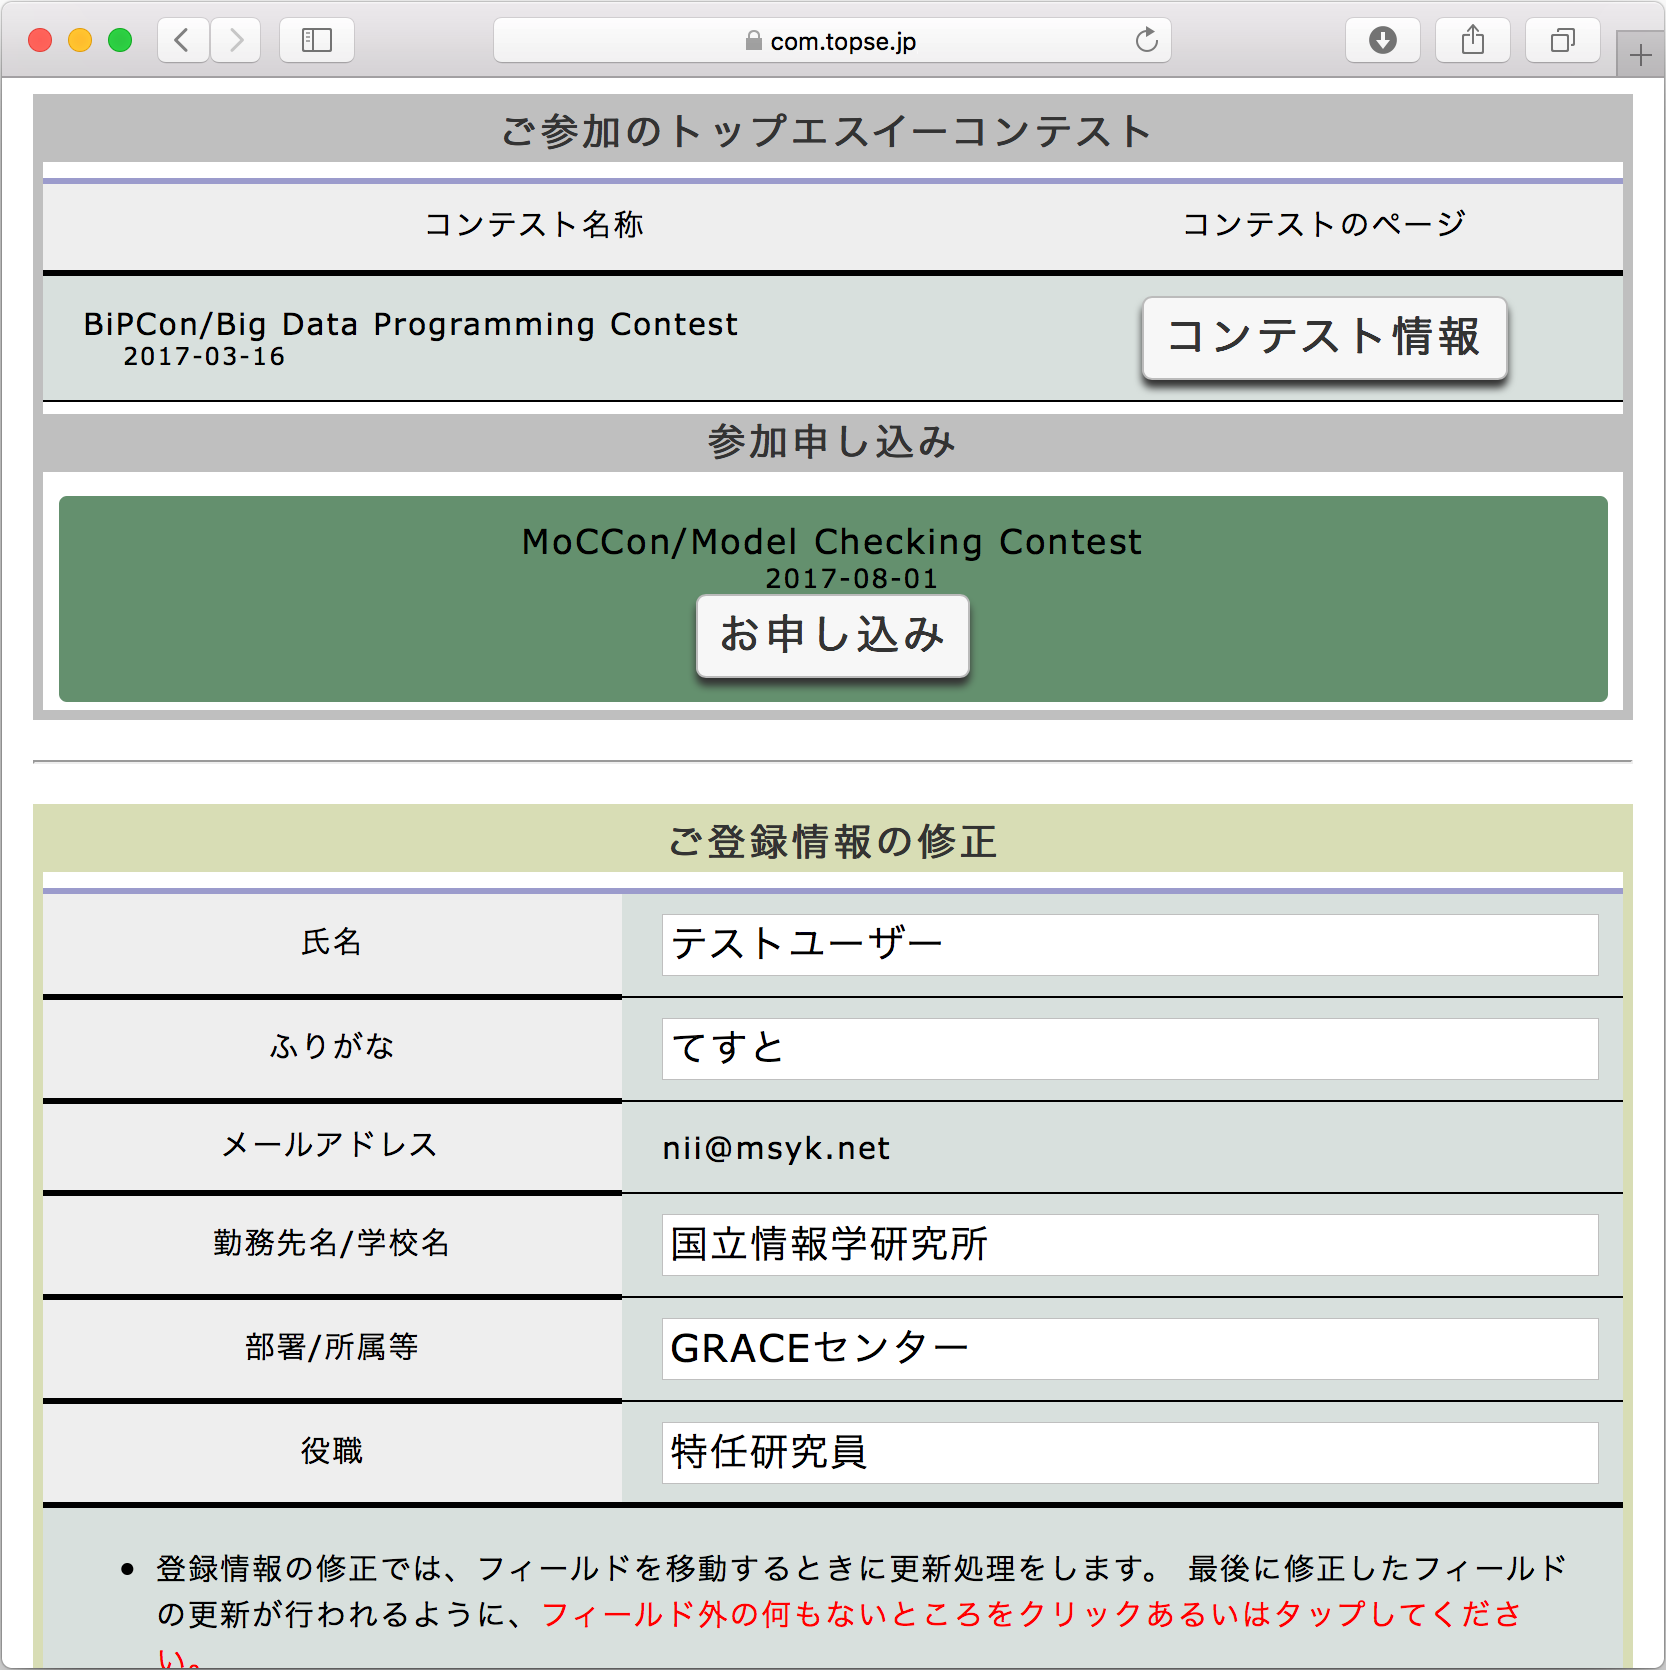 com.topse.jp
ご参加のトップエスイーコンテスト
コンテスト名称 コンテストのページ
BiPCon/Big Data Programming Contest
2017-03-16
コンテスト情報
参加申し込み
MoCCon/Model Checking Contest
2017-08-01
お申し込み
ご登録情報の修正
氏名 テストユーザー
ふりがな てすと
メールアドレス nii@msyk.net
勤務先名/学校名 国立情報学研究所
部署/所属等 GRACEセンター
役職 特任研究員
• 登録情報の修正では、フィールドを移動するときに更新処理をします。 最後に修正したフィールド
の更新が行われるように、フィールド外の何もないところをクリックあるいはタップしてくださ
い。